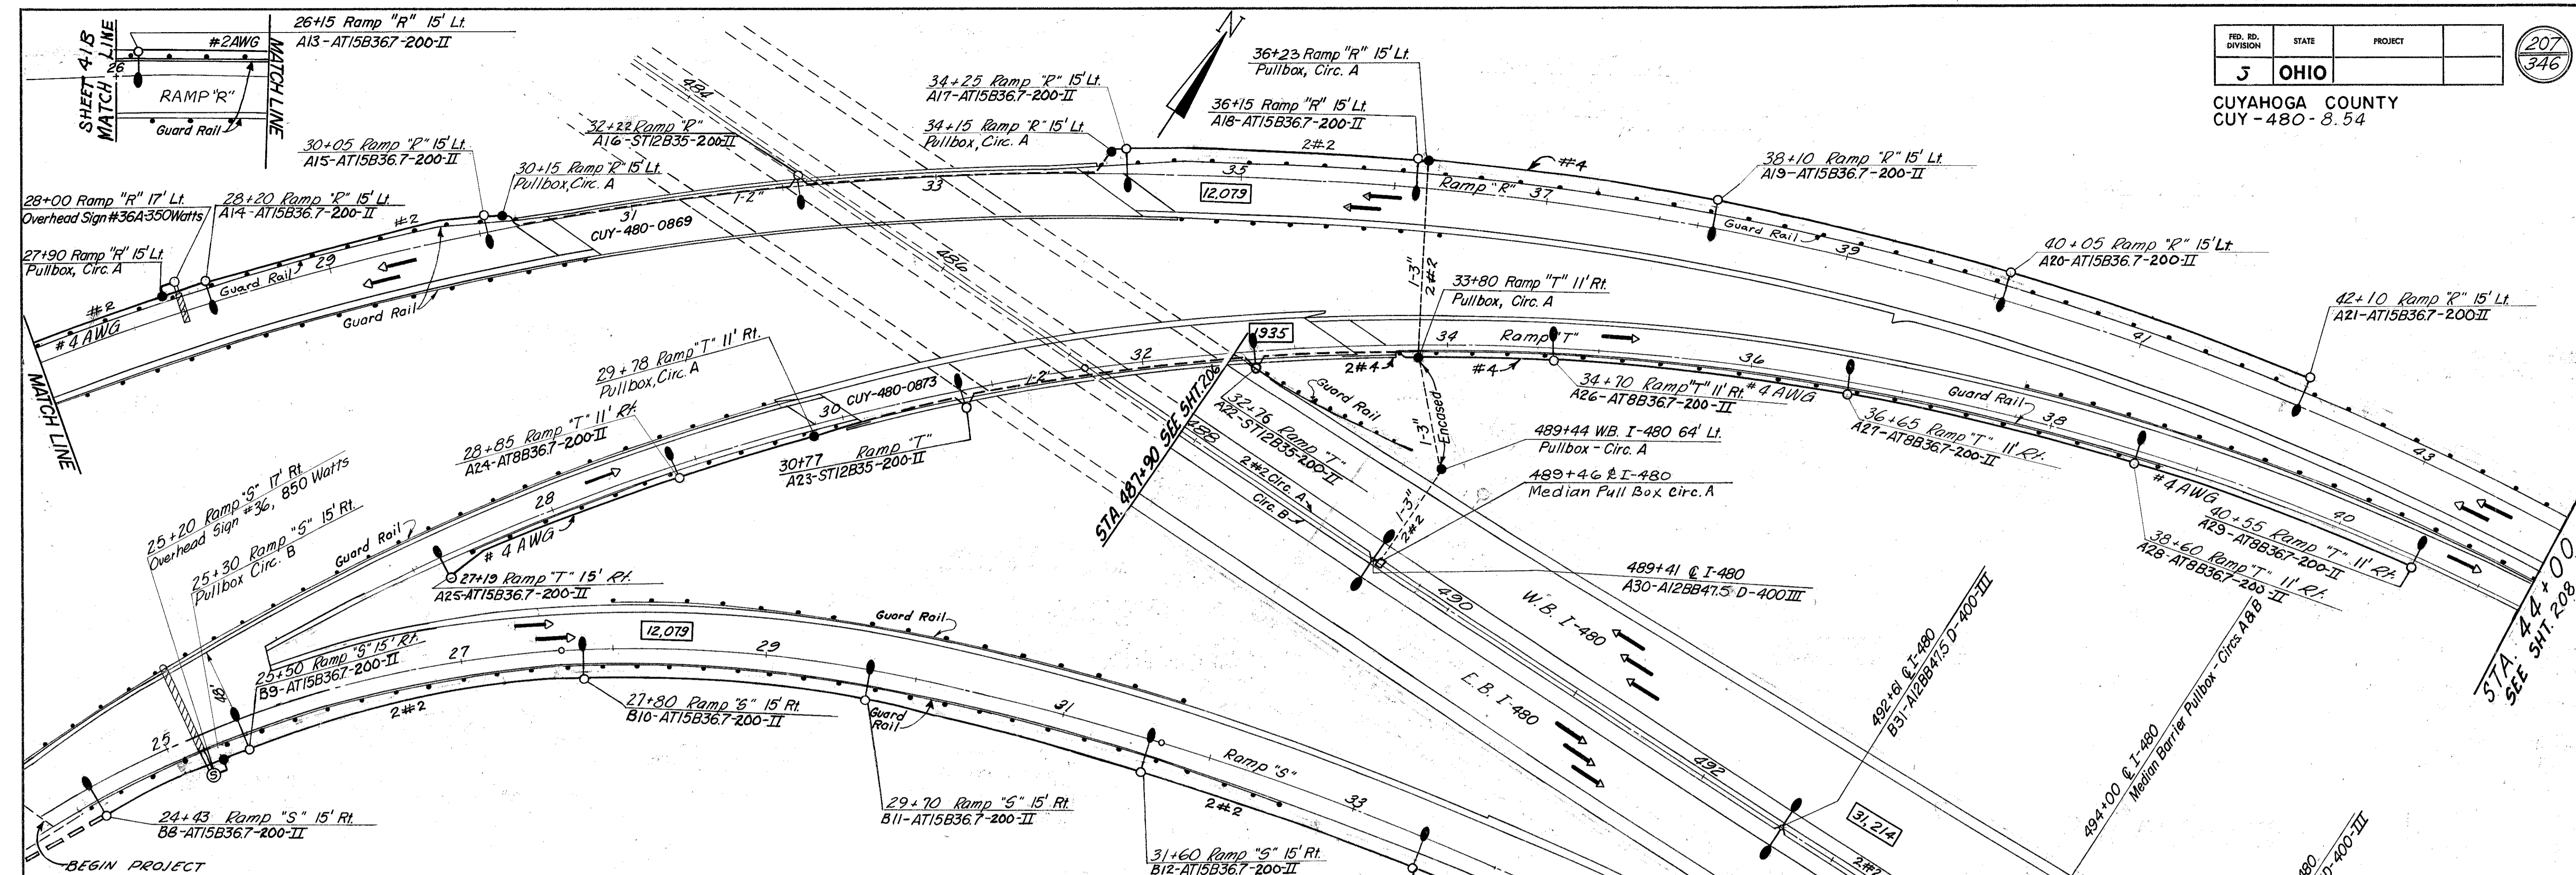 26+15 Ramp "R" 15' Lt.
A13-AT15B36.7-200-II
#2AWG
SHEET 41B
MATCH LINE
MATCH LINE
26
RAMP "R"
Guard Rail
FED. RD. DIVISION
STATE
PROJECT
5
OHIO
207
346
CUYAHOGA COUNTY
CUY-480-8.54
N
484
36+23 Ramp "R" 15' Lt.
Pullbox, Circ. A
34+25 Ramp "R" 15' Lt.
A17-AT15B36.7-200-II
36+15 Ramp "R" 15' Lt.
A18-AT15B36.7-200-II
32+22 Ramp "R"
A16-ST12B35-200-II
34+15 Ramp "R" 15' Lt.
Pullbox, Circ. A
30+05 Ramp "R" 15' Lt.
A15-AT15B36.7-200-II
30+15 Ramp "R" 15' Lt.
Pullbox, Circ. A
2#2
#4
38+10 Ramp "R" 15' Lt.
A19-AT15B36.7-200-II
28+00 Ramp "R" 17' Lt.
Overhead Sign #36A-350Watts
28+20 Ramp "R" 15' Lt.
A14-AT15B36.7-200-II
#2
31
1-2"
33
35
12,079
Ramp "R"
37
CUY-480-0869
Guard Rail
39
40+05 Ramp "R" 15' Lt.
A20-AT15B36.7-200-II
27+90 Ramp "R" 15' Lt.
Pullbox, Circ. A
29
Guard Rail
Guard Rail
486
1-3"
2#2
33+80 Ramp "T" 11' Rt.
Pullbox, Circ. A
42+10 Ramp "R" 15' Lt.
A21-AT15B36.7-200-II
#2
#4 AWG
MATCH LINE
935
34
Ramp "T"
41
29+78 Ramp "T" 11' Rt.
Pullbox, Circ. A
32
1-2"
2#4
#4
36
30
CUY-480-0873
Guard Rail
34+70 Ramp "T" 11' Rt.
A26-AT8B36.7-200-II
#4 AWG
Guard Rail
38
28+85 Ramp "T" 11' Rt.
A24-AT8B36.7-200-II
30+77 Ramp "T"
A23-ST12B35-200-II
STA. 487+90 SEE SHT. 206
32+76 Ramp "T"
A22-ST12B35-200-II
1-3"
Encased
489+44 W.B. I-480 64' Lt.
Pullbox - Circ. A
36+65 Ramp "T" 11' Rt.
A27-AT8B36.7-200-II
43
488
2#2 Circ. A
Circ. B
1-3"
2#2
489+46 ℄ I-480
Median Pull Box Circ. A
#4 AWG
40
25+20 Ramp "S" 17' Rt.
Overhead Sign #36, 850 Watts
28
#4 AWG
Guard Rail
25+30 Ramp "S" 15' Rt.
Pullbox Circ. B
27+19 Ramp "T" 15' Rt.
A25-AT15B36.7-200-II
40+55 Ramp "T" 11' Rt.
A29-AT8B36.7-200-II
38+60 Ramp "T" 11' Rt.
A28-AT8B36.7-200-II
489+41 ℄ I-480
A30-A12BB47.5 D-400III
490
W.B. I-480
STA. 44+00
SEE SHT. 208
Guard Rail
12,079
25+50 Ramp "S" 15' Rt.
B9-AT15B36.7-200-II
48'
27
29
2#2
27+80 Ramp "S" 15' Rt
B10-AT15B36.7-200-II
Guard Rail
31
E.B. I-480
492+61 ℄ I-480
B31-A12BB47.5 D-400-III
494+00 ℄ I-480
Median Barrier Pullbox - Circs. A&B
25
S
Ramp "S"
492
24+43 Ramp "S" 15' Rt.
B8-AT15B36.7-200-II
29+70 Ramp "S" 15' Rt.
B11-AT15B36.7-200-II
2#2
33
31,214
BEGIN PROJECT
31+60 Ramp "S" 15' Rt.
B12-AT15B36.7-200-II
2#2
480
D-400-III